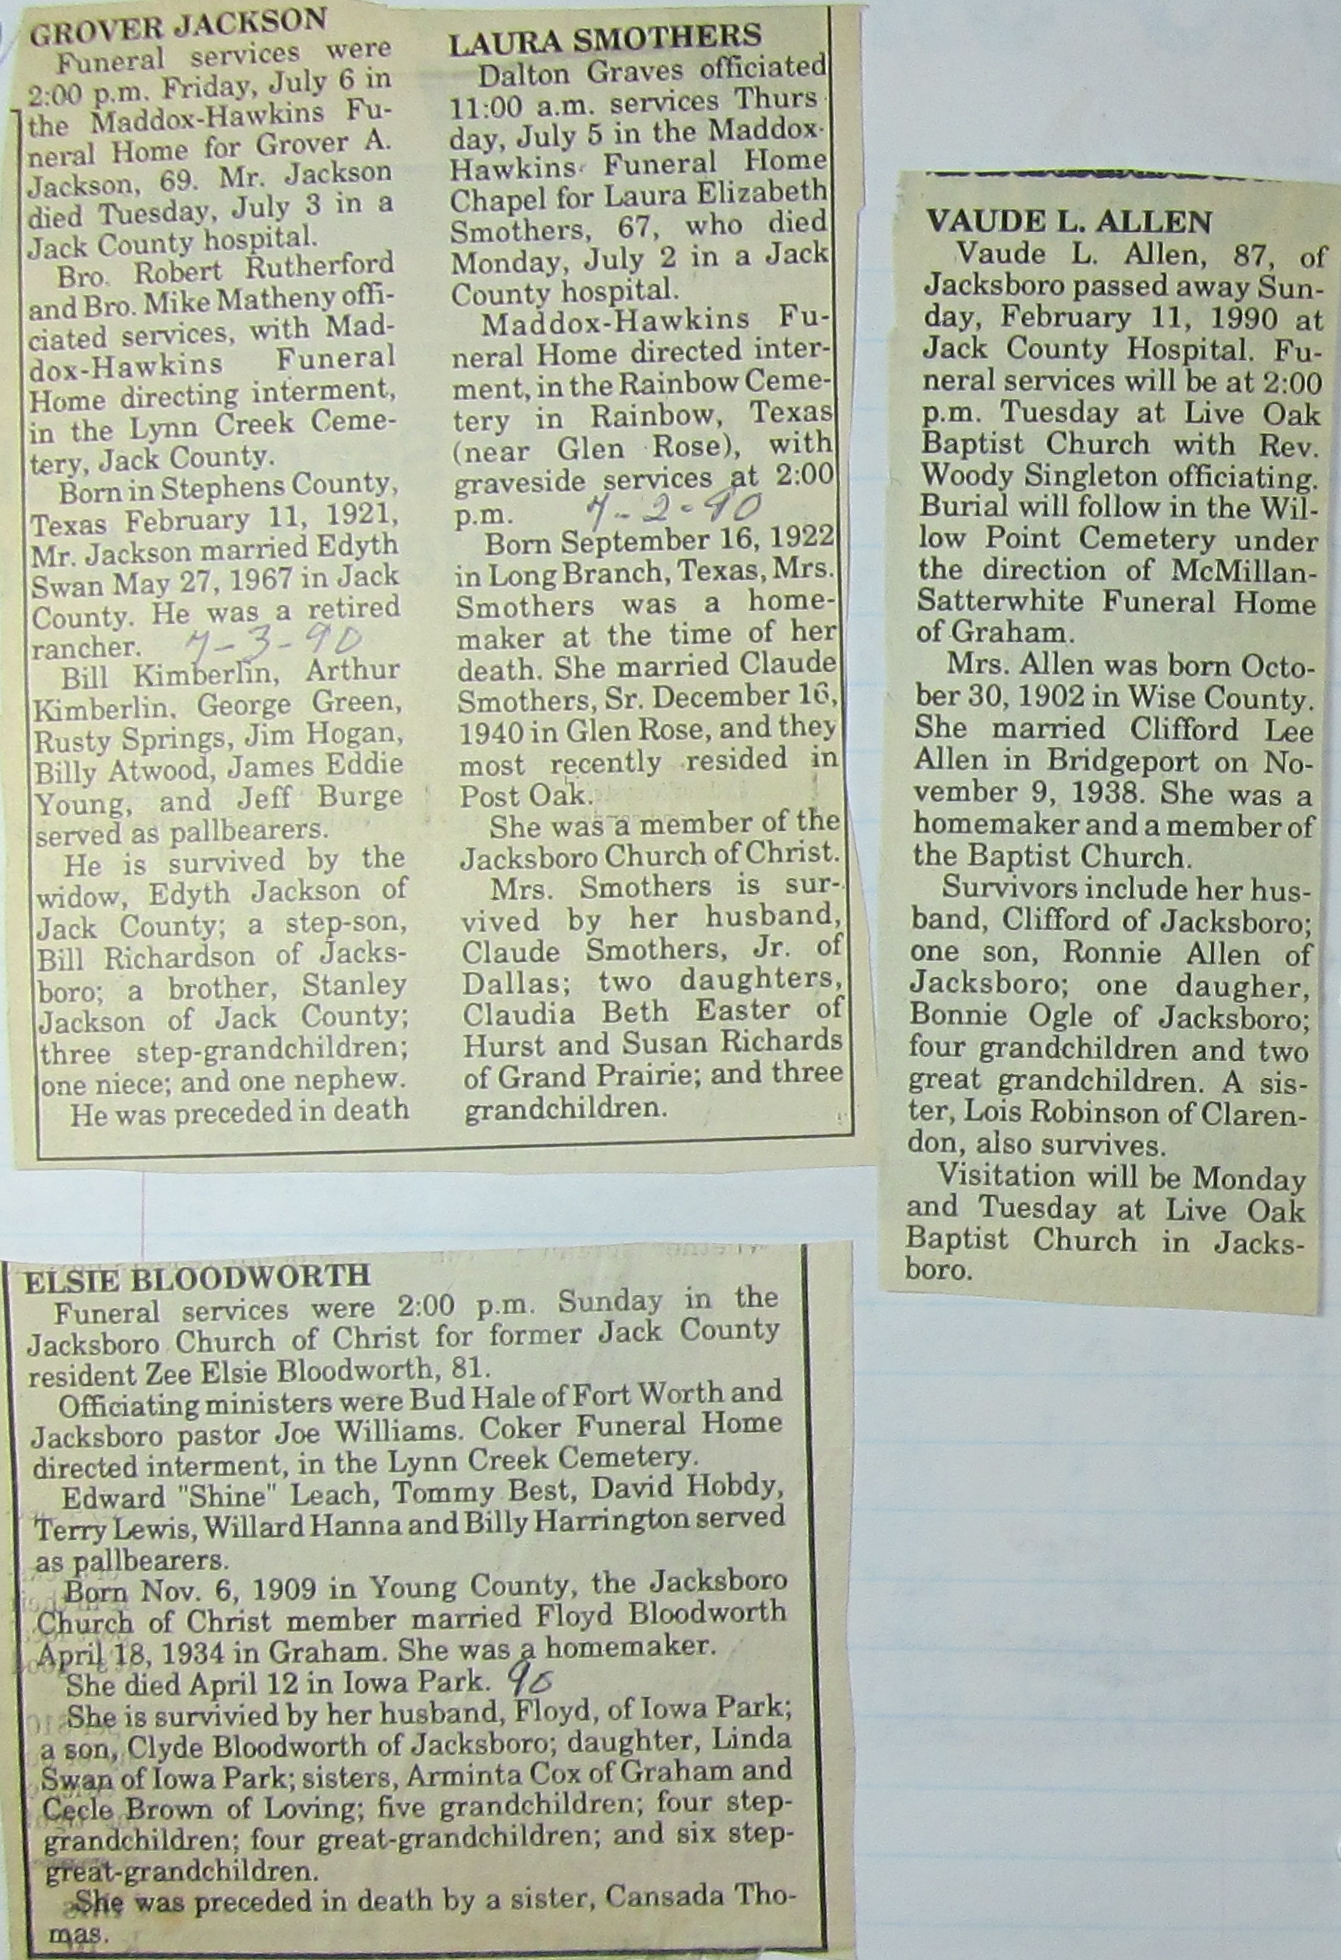 GROVER JACKSON
Funeral services were
2:00 p.m. Friday, July 6 in
the Maddox-Hawkins Fu-
neral Home for Grover A.
Jackson, 69. Mr. Jackson
died Tuesday, July 3 in a
Jack County hospital.
Bro. Robert Rutherford
and Bro. Mike Matheny offi-
ciated services, with Mad-
dox-Hawkins Funeral
Home directing interment,
in the Lynn Creek Ceme-
tery, Jack County.
Born in Stephens County,
Texas February 11, 1921,
Mr. Jackson married Edyth
Swan May 27, 1967 in Jack
County. He was a retired
rancher. 7-3-90
Bill Kimberlin, Arthur
Kimberlin, George Green,
Rusty Springs, Jim Hogan,
Billy Atwood, James Eddie
Young, and Jeff Burge
served as pallbearers.
He is survived by the
widow, Edyth Jackson of
Jack County; a step-son,
Bill Richardson of Jacks-
boro; a brother, Stanley
Jackson of Jack County;
three step-grandchildren;
one niece; and one nephew.
He was preceded in death
LAURA SMOTHERS
Dalton Graves officiated
11:00 a.m. services Thurs-
day, July 5 in the Maddox-
Hawkins Funeral Home
Chapel for Laura Elizabeth
Smothers, 67, who died
Monday, July 2 in a Jack
County hospital.
Maddox-Hawkins Fu-
neral Home directed inter-
ment, in the Rainbow Ceme-
tery in Rainbow, Texas
(near Glen Rose), with
graveside services at 2:00
p.m. 7-2-90
Born September 16, 1922
in Long Branch, Texas, Mrs.
Smothers was a home-
maker at the time of her
death. She married Claude
Smothers, Sr. December 16,
1940 in Glen Rose, and they
most recently resided in
Post Oak.
She was a member of the
Jacksboro Church of Christ.
Mrs. Smothers is sur-
vived by her husband,
Claude Smothers, Jr. of
Dallas; two daughters,
Claudia Beth Easter of
Hurst and Susan Richards
of Grand Prairie; and three
grandchildren.
VAUDE L. ALLEN
Vaude L. Allen, 87, of
Jacksboro passed away Sun-
day, February 11, 1990 at
Jack County Hospital. Fu-
neral services will be at 2:00
p.m. Tuesday at Live Oak
Baptist Church with Rev.
Woody Singleton officiating.
Burial will follow in the Wil-
low Point Cemetery under
the direction of McMillan-
Satterwhite Funeral Home
of Graham.
Mrs. Allen was born Octo-
ber 30, 1902 in Wise County.
She married Clifford Lee
Allen in Bridgeport on No-
vember 9, 1938. She was a
homemaker and a member of
the Baptist Church.
Survivors include her hus-
band, Clifford of Jacksboro;
one son, Ronnie Allen of
Jacksboro; one daugher,
Bonnie Ogle of Jacksboro;
four grandchildren and two
great grandchildren. A sis-
ter, Lois Robinson of Claren-
don, also survives.
Visitation will be Monday
and Tuesday at Live Oak
Baptist Church in Jacks-
boro.
ELSIE BLOODWORTH
Funeral services were 2:00 p.m. Sunday in the
Jacksboro Church of Christ for former Jack County
resident Zee Elsie Bloodworth, 81.
Officiating ministers were Bud Hale of Fort Worth and
Jacksboro pastor Joe Williams. Coker Funeral Home
directed interment, in the Lynn Creek Cemetery.
Edward "Shine" Leach, Tommy Best, David Hobdy,
Terry Lewis, Willard Hanna and Billy Harrington served
as pallbearers.
Born Nov. 6, 1909 in Young County, the Jacksboro
Church of Christ member married Floyd Bloodworth
April 18, 1934 in Graham. She was a homemaker.
She died April 12 in Iowa Park. 90
She is survivied by her husband, Floyd, of Iowa Park;
a son, Clyde Bloodworth of Jacksboro; daughter, Linda
Swan of Iowa Park; sisters, Arminta Cox of Graham and
Cecle Brown of Loving; five grandchildren; four step-
grandchildren; four great-grandchildren; and six step-
great-grandchildren.
She was preceded in death by a sister, Cansada Tho-
mas.